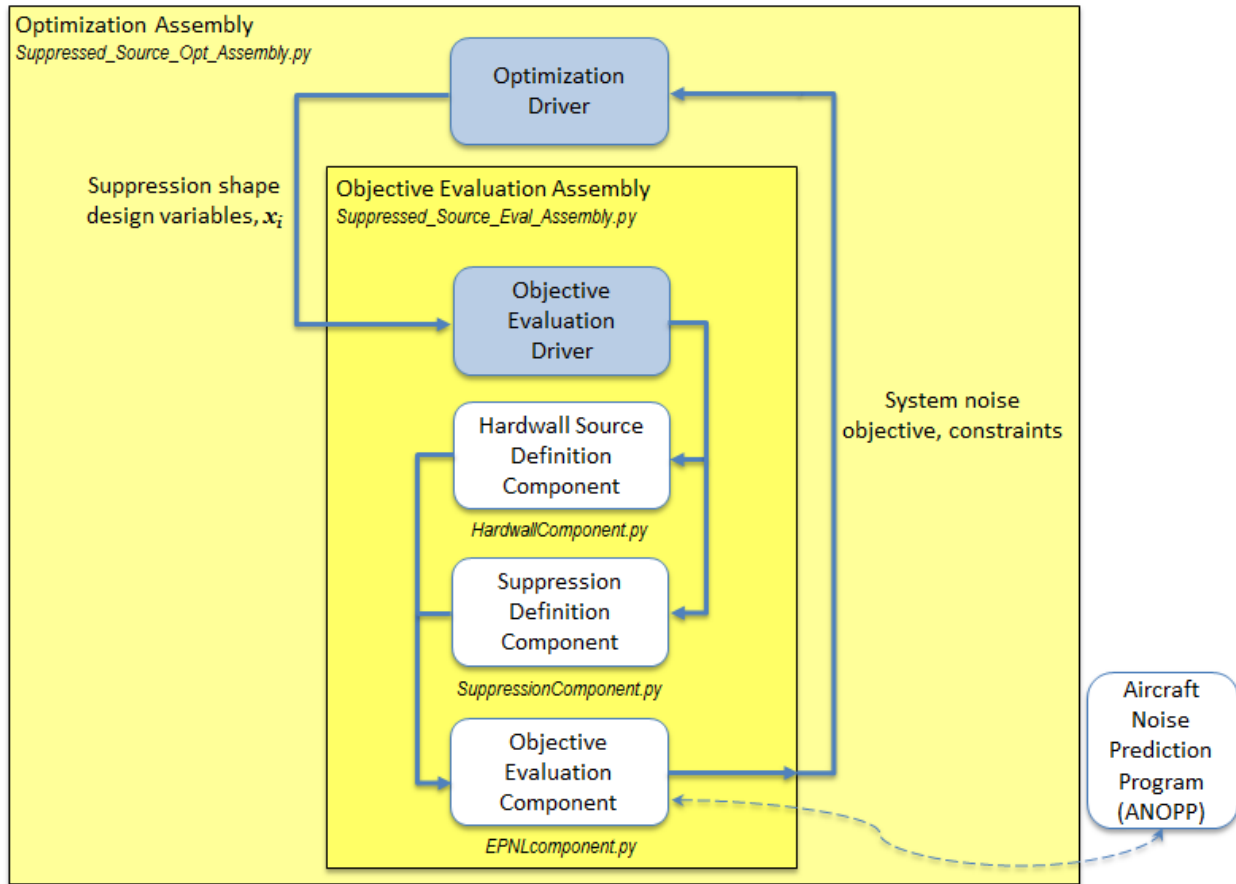 Optimization Assembly
Suppressed_Source_Opt_Assembly.py
Optimization
Driver
Suppression shape
design variables, xi
Objective Evaluation Assembly
Suppressed_Source_Eval_Assembly.py
Objective
Evaluation
Driver
Hardwall Source
Definition
Component
HardwallComponent.py
Suppression
Definition
Component
SuppressionComponent.py
Objective
Evaluation
Component
EPNLcomponent.py
System noise
objective, constraints
Aircraft
Noise
Prediction
Program
(ANOPP)